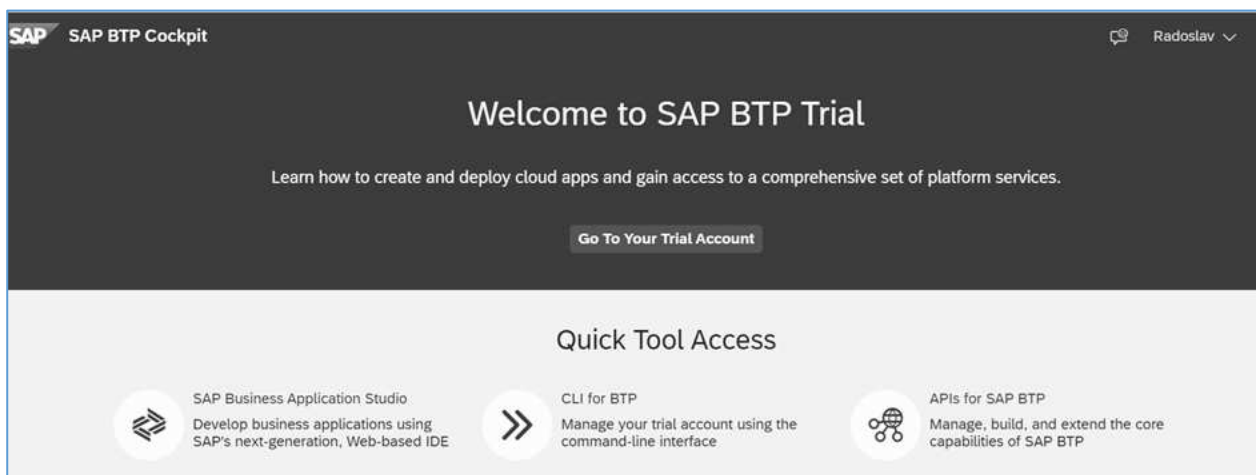 SAP SAP BTP Cockpit Radoslav
Welcome to SAP BTP Trial
Learn how to create and deploy cloud apps and gain access to a comprehensive set of platform services.
Go To Your Trial Account
Quick Tool Access
SAP Business Application Studio
Develop business applications using
SAP's next-generation, Web-based IDE
CLI for BTP
Manage your trial account using the
command-line interface
APIs for SAP BTP
Manage, build, and extend the core
capabilities of SAP BTP